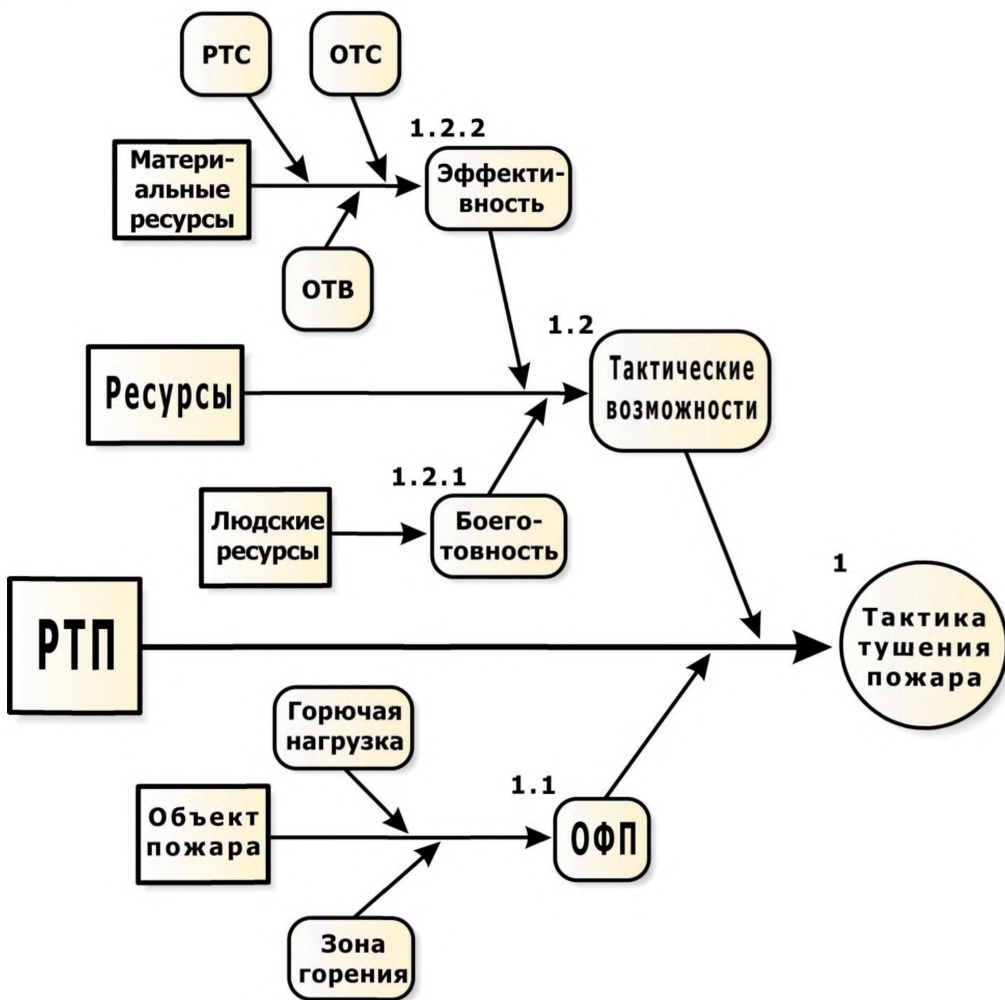 РТС
ОТС
1.2.2
Матери-
альные
ресурсы
Эффекти-
вность
ОТВ
1.2
Ресурсы
Тактические
возможности
1.2.1
Людские
ресурсы
Боего-
товность
1
РТП
Тактика
тушения
пожара
Горючая
нагрузка
1.1
Объект
пожара
ОФП
Зона
горения